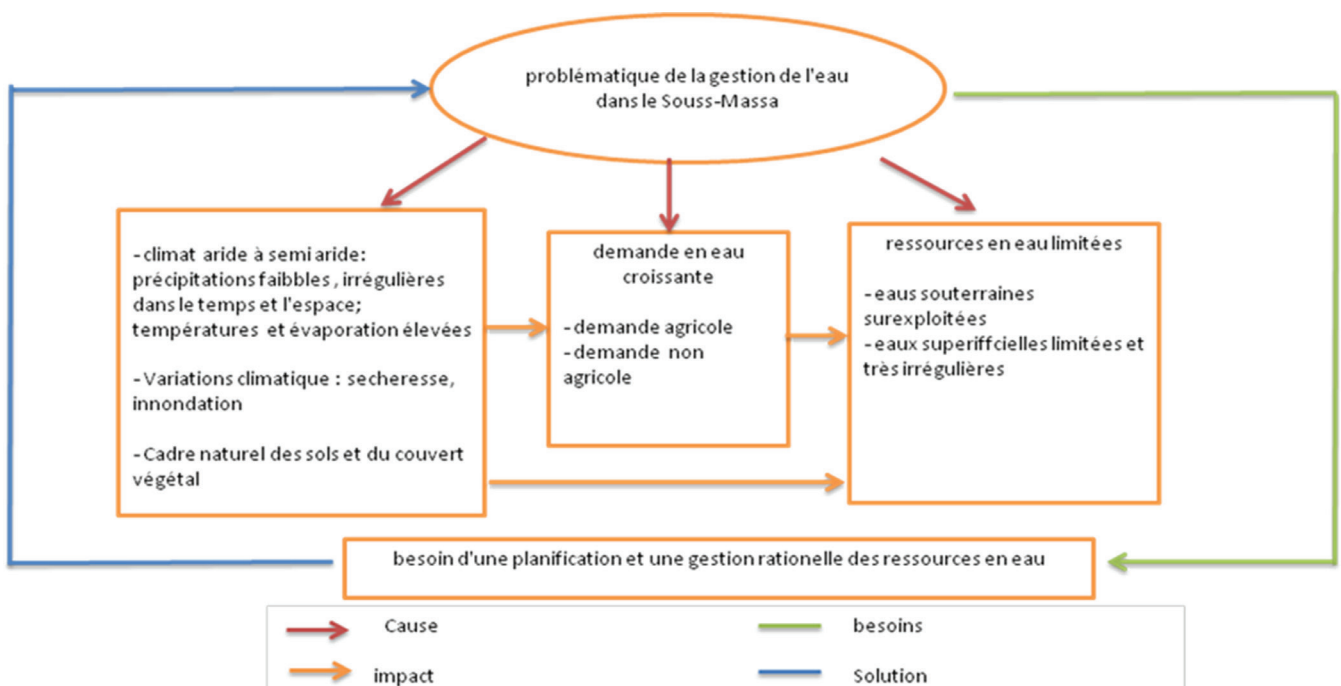 problématique de la gestion de l'eau
dans le Souss-Massa
-climat aride à semi aride:
précipitations faibbles, irrégulières
dans le temps et l'espace;
températures et évaporation élevées
-Variations climatique : secheresse,
innondation
-Cadre naturel des sols et du couvert
végétal
demande en eau
croissante
-demande agricole
-demande non
agricole
ressources en eau limitées
-eaus souterraines
surexploitées
-eaux superiffcielles limitées et
très irrégulières
besoin d'une planification et une gestion rationelle des ressources en eau
Cause
besoins
impact
Solution